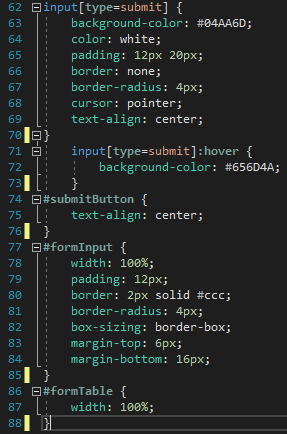 62 input[type=submit] {
63     background-color: #04AA6D;
64     color: white;
65     padding: 12px 20px;
66     border: none;
67     border-radius: 4px;
68     cursor: pointer;
69     text-align: center;
70 }
71     input[type=submit]:hover {
72         background-color: #656D4A;
73     }
74 #submitButton {
75     text-align: center;
76 }
77 #formInput {
78     width: 100%;
79     padding: 12px;
80     border: 2px solid #ccc;
81     border-radius: 4px;
82     box-sizing: border-box;
83     margin-top: 6px;
84     margin-bottom: 16px;
85 }
86 #formTable {
87     width: 100%;
88 }